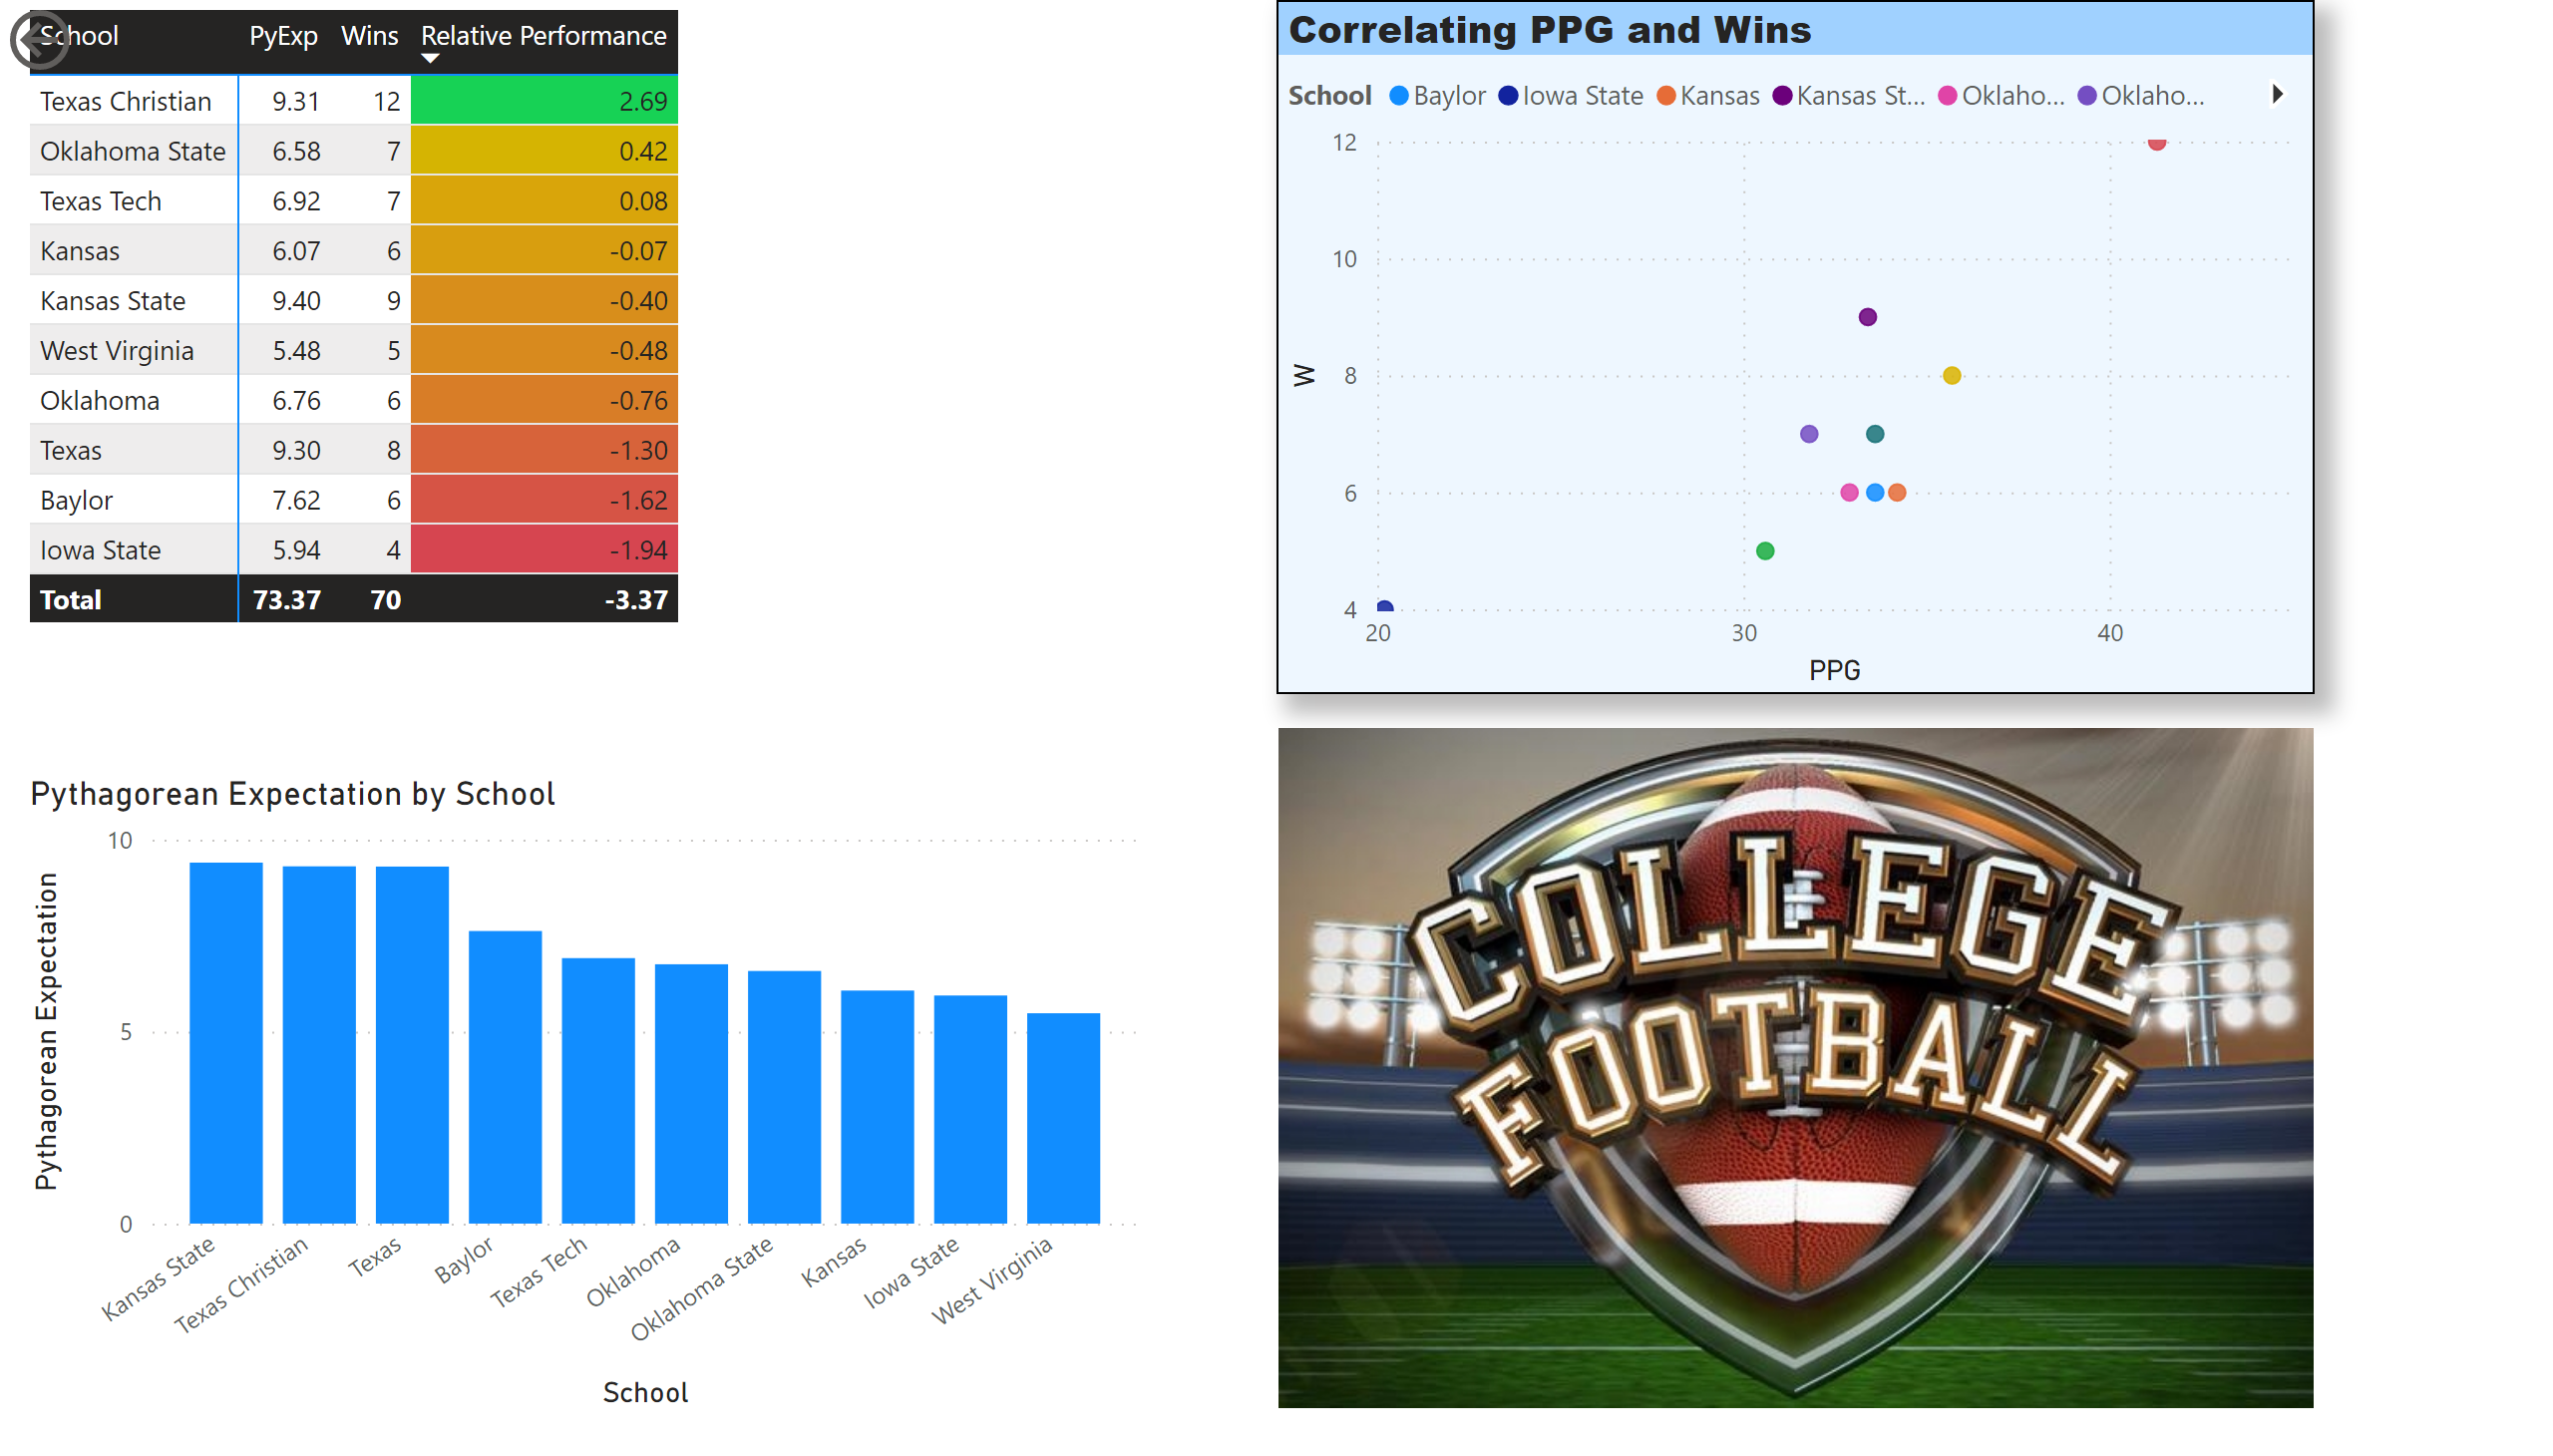 School PyExp Wins Relative Performance
Texas Christian 9.31 12 2.69
Oklahoma State 6.58 7 0.42
Texas Tech 6.92 7 0.08
Kansas 6.07 6 -0.07
Kansas State 9.40 9 -0.40
West Virginia 5.48 5 -0.48
Oklahoma 6.76 6 -0.76
Texas 9.30 8 -1.30
Baylor 7.62 6 -1.62
Iowa State 5.94 4 -1.94
Total 73.37 70 -3.37
Correlating PPG and Wins
School Baylor Iowa State Kansas Kansas St... Oklaho... Oklaho...
12
10
8
6
4
W
20 30 40
PPG
Pythagorean Expectation by School
Pythagorean Expectation
10
5
0
Kansas State
Texas Christian
Texas
Baylor
Texas Tech
Oklahoma
Oklahoma State
Kansas
Iowa State
West Virginia
School
COLLEGE
FOOTBALL